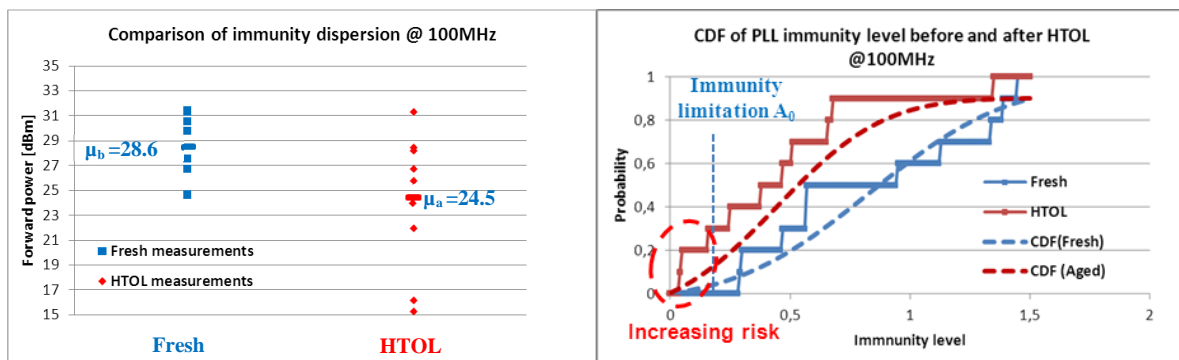 Comparison of immunity dispersion @ 100MHz
Forward power [dBm]
35
33
31
29
27
25
23
21
19
17
15
µb =28.6
µa =24.5
Fresh measurements
HTOL measurements
Fresh
HTOL
CDF of PLL immunity level before and after HTOL
@100MHz
Immunity
limitation A0
Probability
1
0,8
0,6
0,4
0,2
0
Fresh
HTOL
CDF(Fresh)
CDF (Aged)
0
0,5
1
1,5
2
Increasing risk
Immnunity level